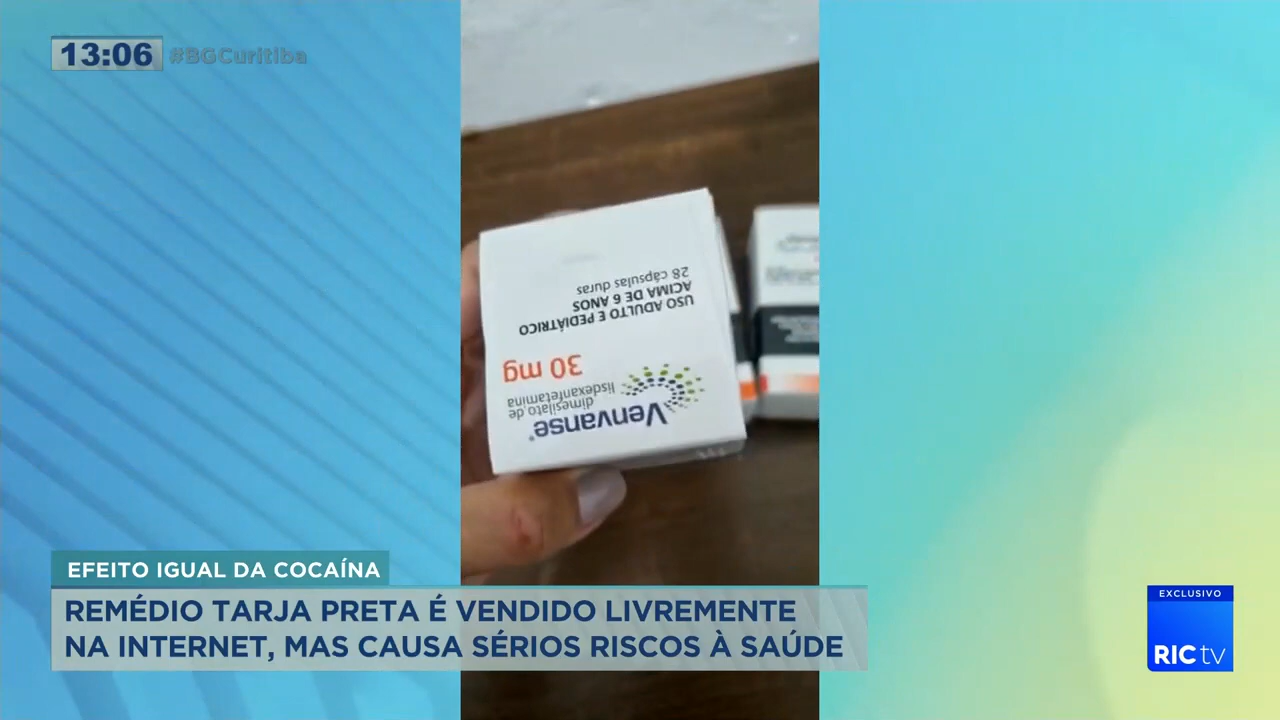 13:06 #BGCuritiba
Venvanse®
dimesilato de
lisdexanfetamina
30 mg
USO ADULTO E PEDIÁTRICO
ACIMA DE 6 ANOS
28 cápsulas duras
EFEITO IGUAL DA COCAÍNA
REMÉDIO TARJA PRETA É VENDIDO LIVREMENTE
NA INTERNET, MAS CAUSA SÉRIOS RISCOS À SAÚDE
EXCLUSIVO
RIC tv